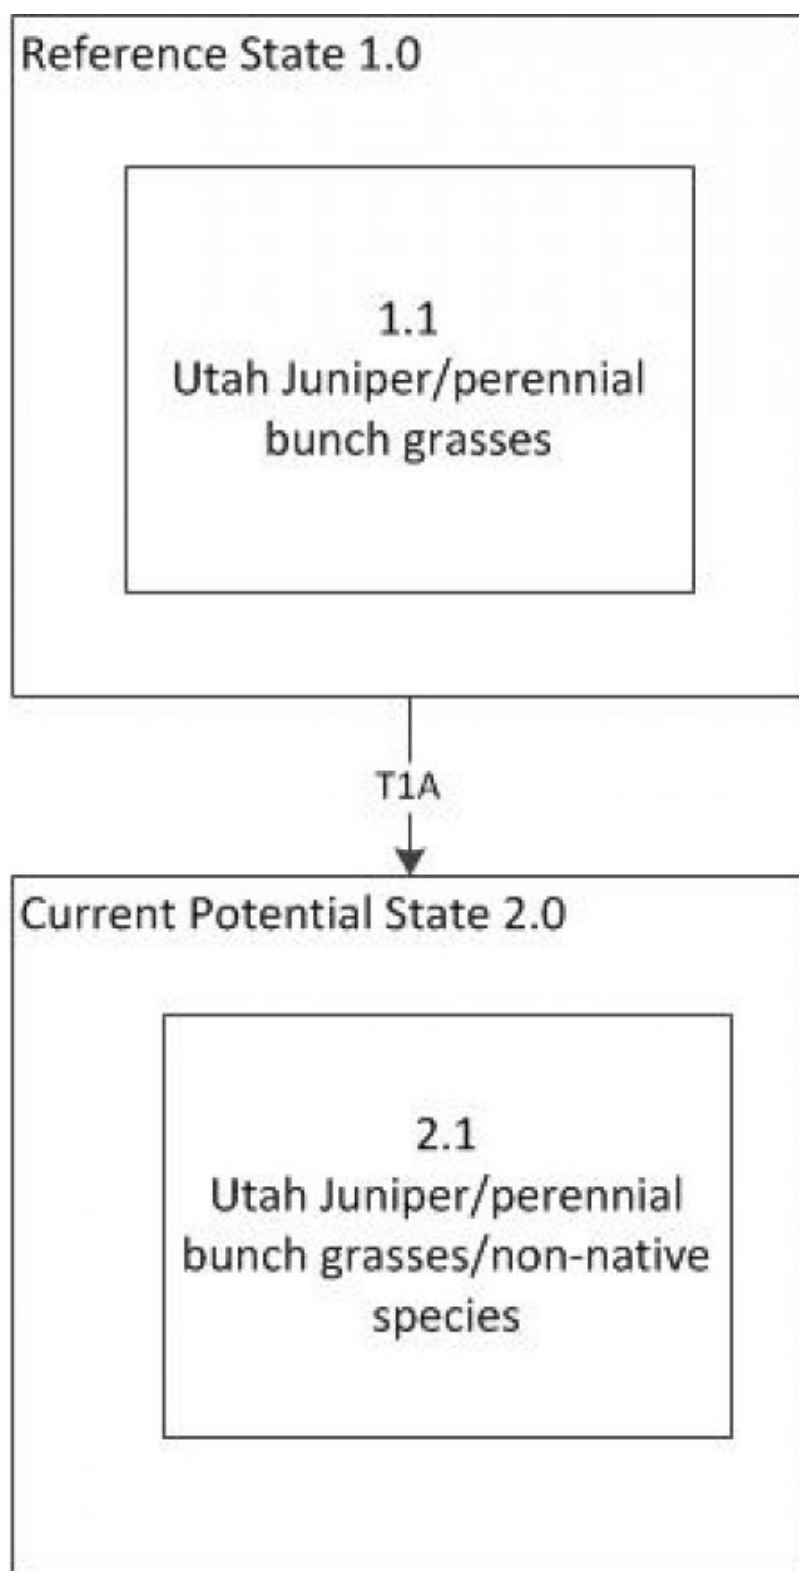 Reference State 1.0
1.1
Utah Juniper/perennial
bunch grasses
T1A
Current Potential State 2.0
2.1
Utah Juniper/perennial
bunch grasses/non-native
species